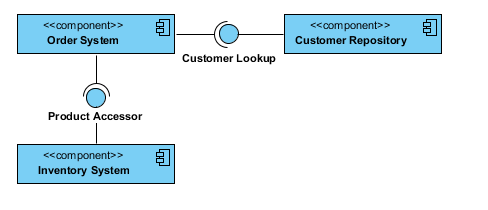 <<component>>
Order System
Customer Lookup
<<component>>
Customer Repository
Product Accessor
<<component>>
Inventory System